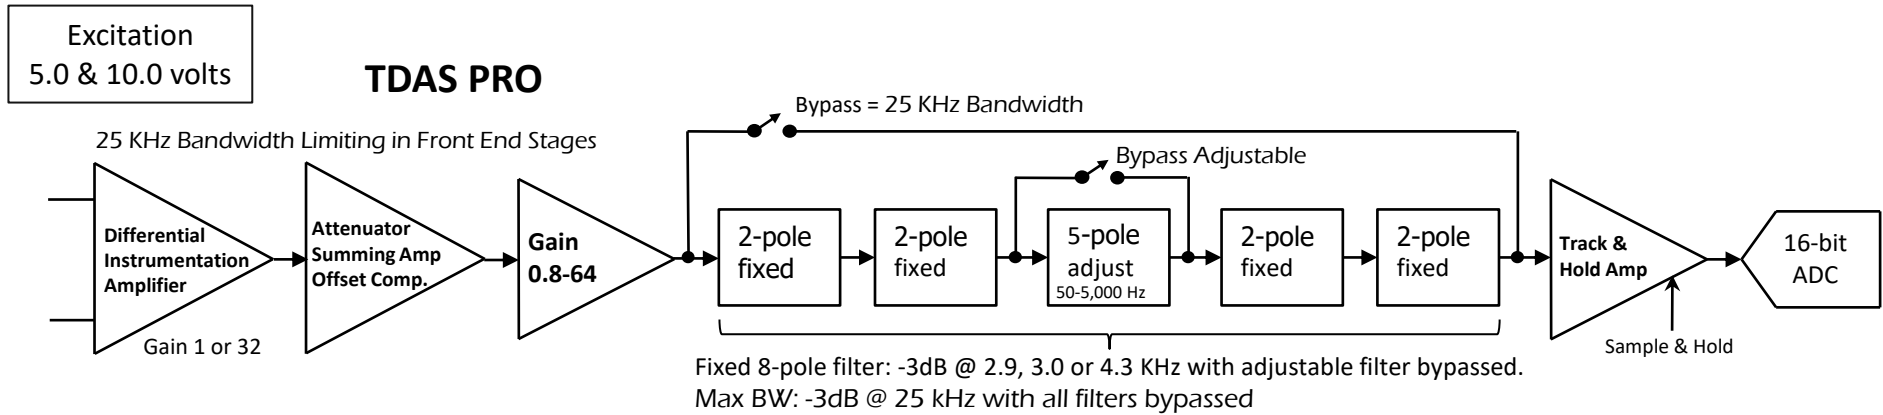 Excitation
5.0 & 10.0 volts
TDAS PRO
Bypass = 25 KHz Bandwidth
25 KHz Bandwidth Limiting in Front End Stages
Bypass Adjustable
Differential
Instrumentation
Amplifier
Gain 1 or 32
Attenuator
Summing Amp
Offset Comp.
Gain
0.8-64
2-pole
fixed
2-pole
fixed
5-pole
adjust
50-5,000 Hz
2-pole
fixed
2-pole
fixed
Track &
Hold Amp
Sample & Hold
16-bit
ADC
Fixed 8-pole filter: -3dB @ 2.9, 3.0 or 4.3 KHz with adjustable filter bypassed.
Max BW: -3dB @ 25 kHz with all filters bypassed